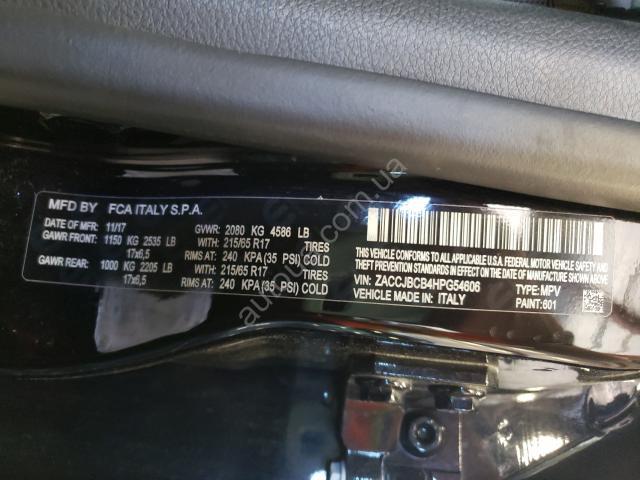 MFD BY FCA ITALY S.P.A.
DATE OF MFR: 11/17 GVWR: 2080 KG 4586 LB
GAWR FRONT: 1150 KG 2535 LB WITH 215/65 R17 TIRES
17x6,5 RIMS AT: 240 KPA (35 PSI) COLD
GAWR REAR: 1000 KG 2205 LB WITH 215/65 R17 TIRES
17x6,5 RIMS AT: 240 KPA (35 PSI) COLD
THIS VEHICLE CONFORMS TO ALL APPLICABLE U.S.A. FEDERAL MOTOR VEHICLE SAFETY
AND THEFT PREVENTION STANDARDS IN EFFECT ON THE DATE OF MANUFACTURE SHOWN ABOVE
VIN: ZACCJBCB4HPG54606 TYPE: MPV
VEHICLE MADE IN: ITALY PAINT: 601
autoua.com.ua